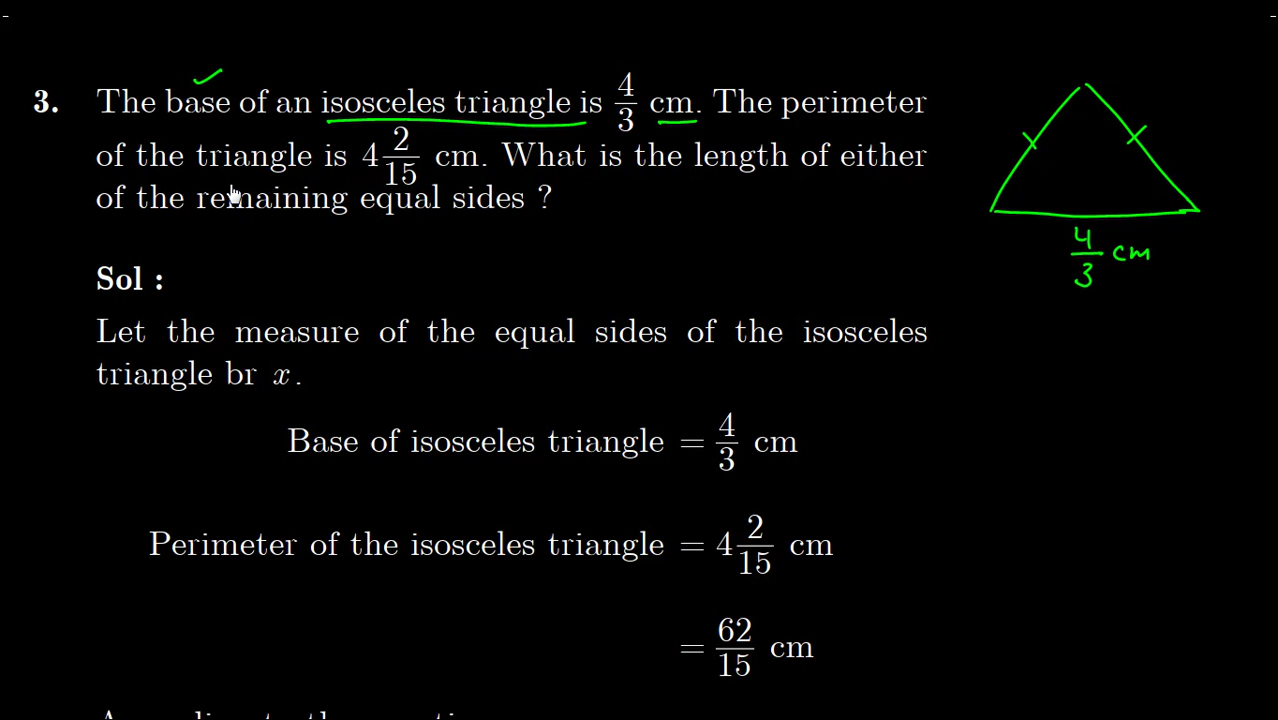 3. The base of an isosceles triangle is 4/3 cm. The perimeter
of the triangle is 4 2/15 cm. What is the length of either
of the remaining equal sides ?
4/3 cm
Sol :
Let the measure of the equal sides of the isosceles
triangle br x.
Base of isosceles triangle = 4/3 cm
Perimeter of the isosceles triangle = 4 2/15 cm
= 62/15 cm